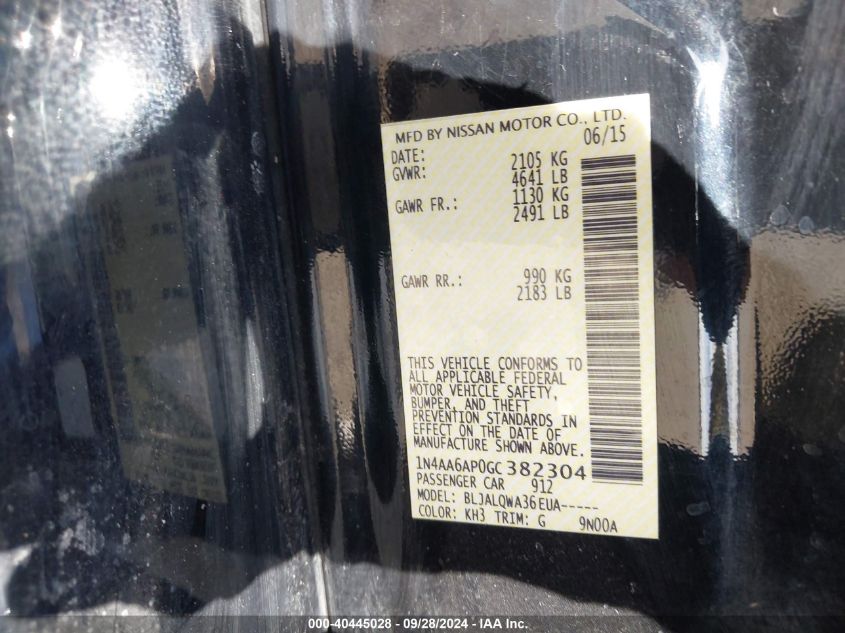 MFD BY NISSAN MOTOR CO., LTD.
DATE: 06/15
GVWR: 2105 KG
4641 LB
GAWR FR.: 1130 KG
2491 LB
GAWR RR.: 990 KG
2183 LB
THIS VEHICLE CONFORMS TO
ALL APPLICABLE FEDERAL
MOTOR VEHICLE SAFETY,
BUMPER, AND THEFT
PREVENTION STANDARDS IN
EFFECT ON THE DATE OF
MANUFACTURE SHOWN ABOVE.
1N4AA6AP0GC382304
PASSENGER CAR 912
MODEL: BLJALQWA36EUA-----
COLOR: KH3 TRIM: G 9N00A
000-40445028 - 09/28/2024 - IAA Inc.